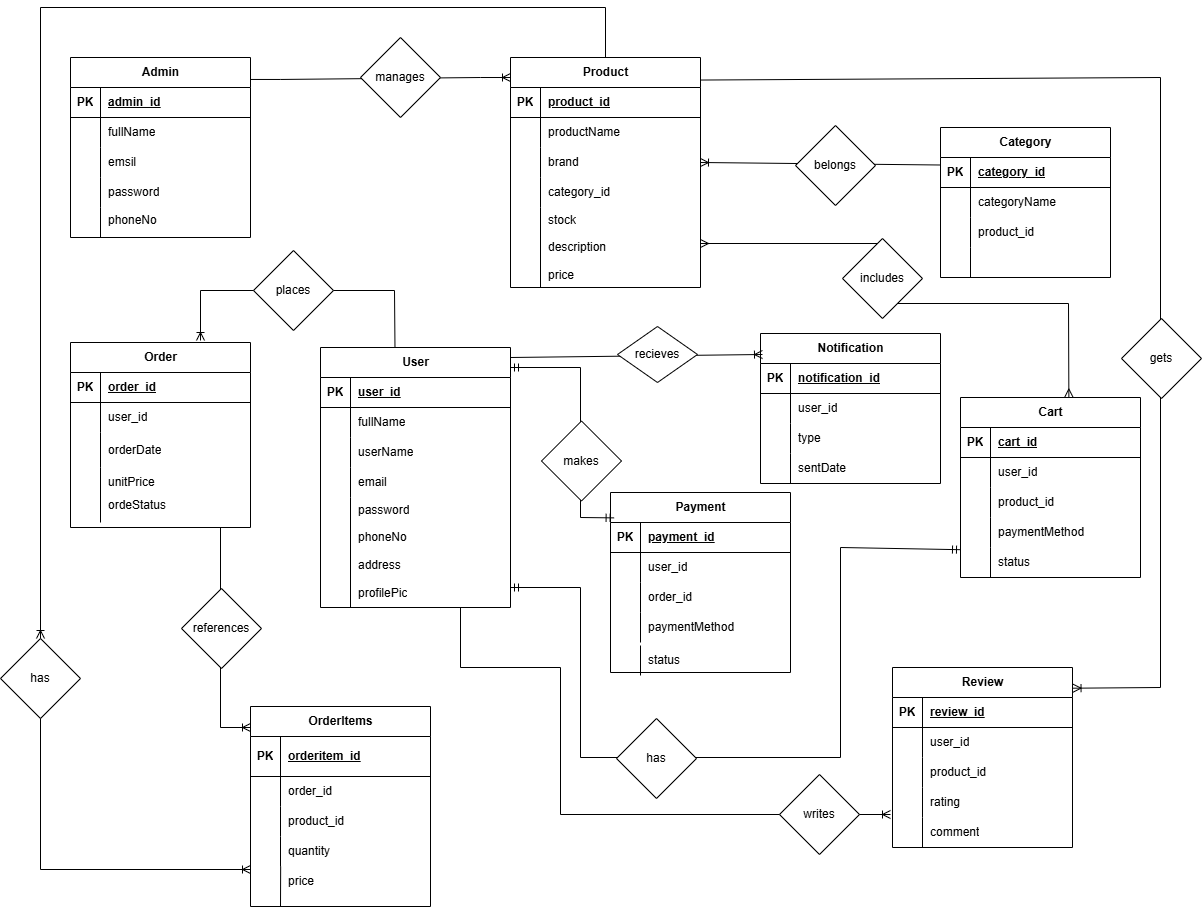 Admin
PK admin_id
fullName
emsil
password
phoneNo
manages
Product
PK product_id
productName
brand
category_id
stock
description
price
belongs
Category
PK category_id
categoryName
product_id
includes
gets
places
Order
PK order_id
user_id
orderDate
unitPrice
ordeStatus
User
PK user_id
fullName
userName
email
password
phoneNo
address
profilePic
recieves
Notification
PK notification_id
user_id
type
sentDate
makes
Payment
PK payment_id
user_id
order_id
paymentMethod
status
Cart
PK cart_id
user_id
product_id
paymentMethod
status
references
has
OrderItems
PK orderitem_id
order_id
product_id
quantity
price
has
writes
Review
PK review_id
user_id
product_id
rating
comment